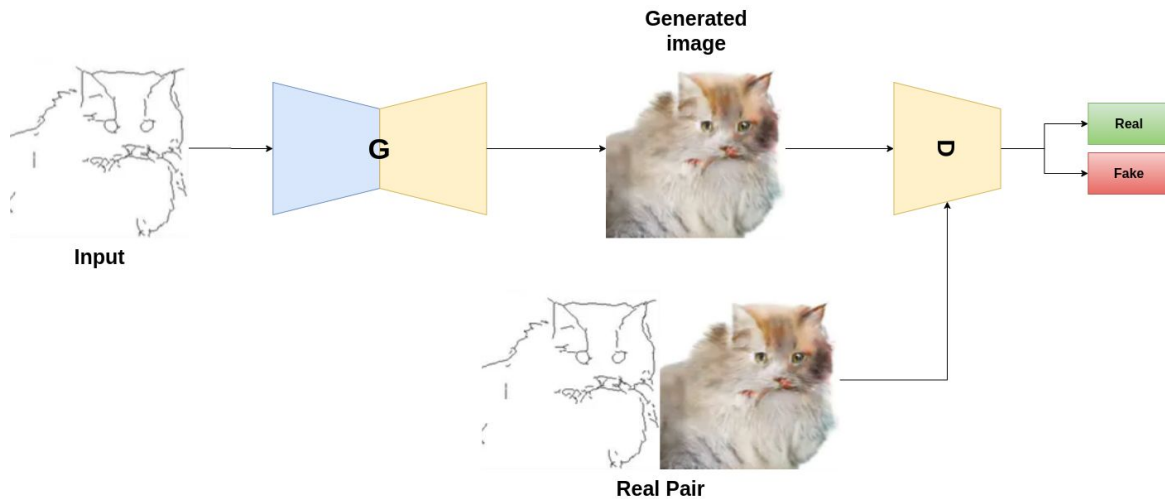 Generated
image
Input
G
D
Real
Fake
Real Pair